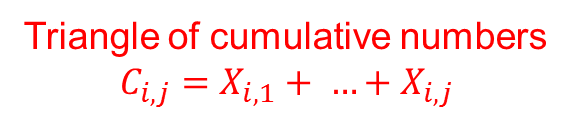 Triangle of cumulative numbers
C_{i,j} = X_{i,1} + … + X_{i,j}